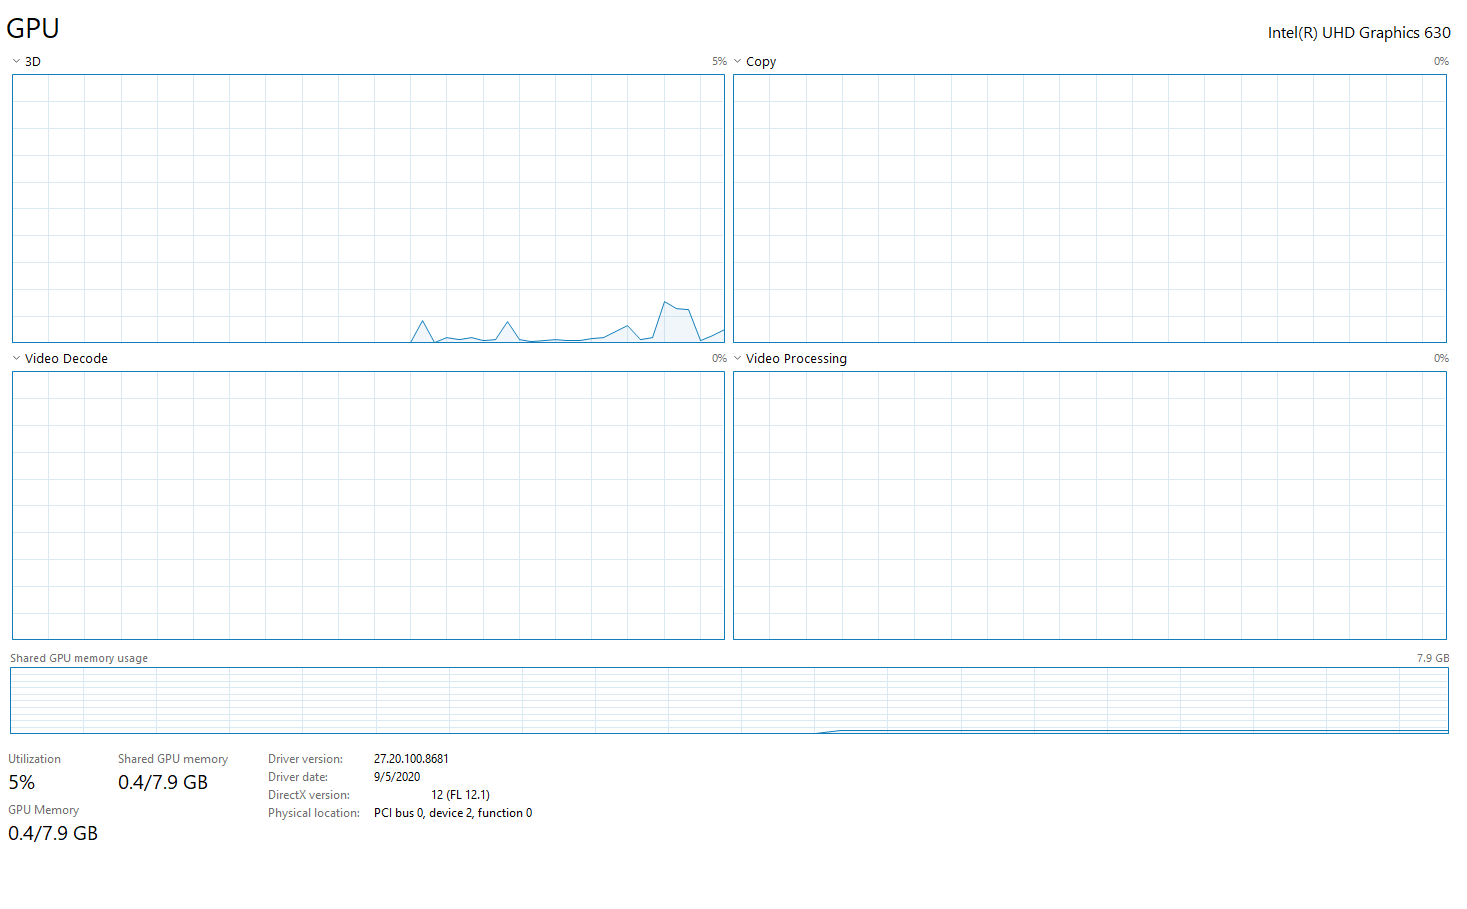 GPU
Intel(R) UHD Graphics 630
3D 5%
Copy 0%
Video Decode 0%
Video Processing 0%
Shared GPU memory usage 7.9 GB
Utilization
5%
Shared GPU memory
0.4/7.9 GB
GPU Memory
0.4/7.9 GB
Driver version: 27.20.100.8681
Driver date: 9/5/2020
DirectX version: 12 (FL 12.1)
Physical location: PCI bus 0, device 2, function 0